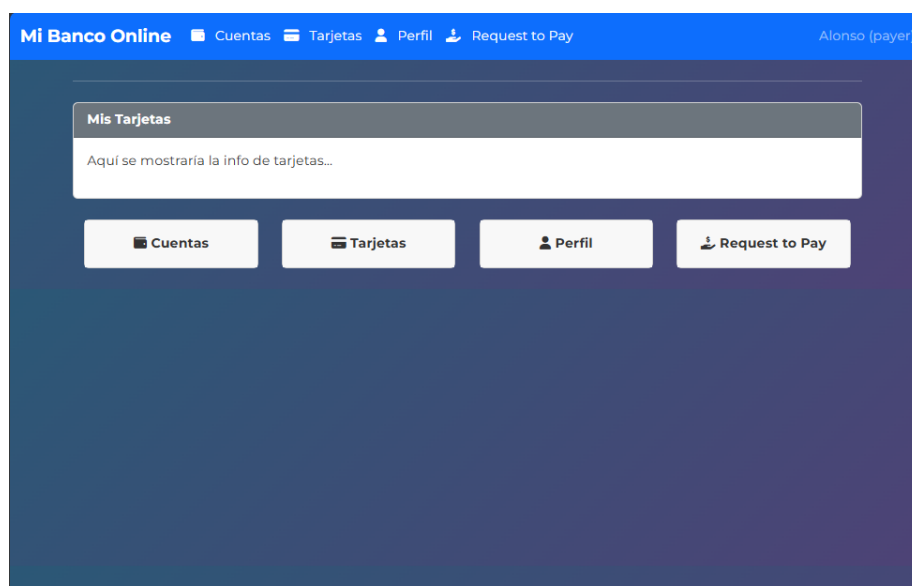 Mi Banco Online Cuentas Tarjetas Perfil Request to Pay Alonso (payer)
Mis Tarjetas
Aquí se mostraría la info de tarjetas...
Cuentas Tarjetas Perfil Request to Pay